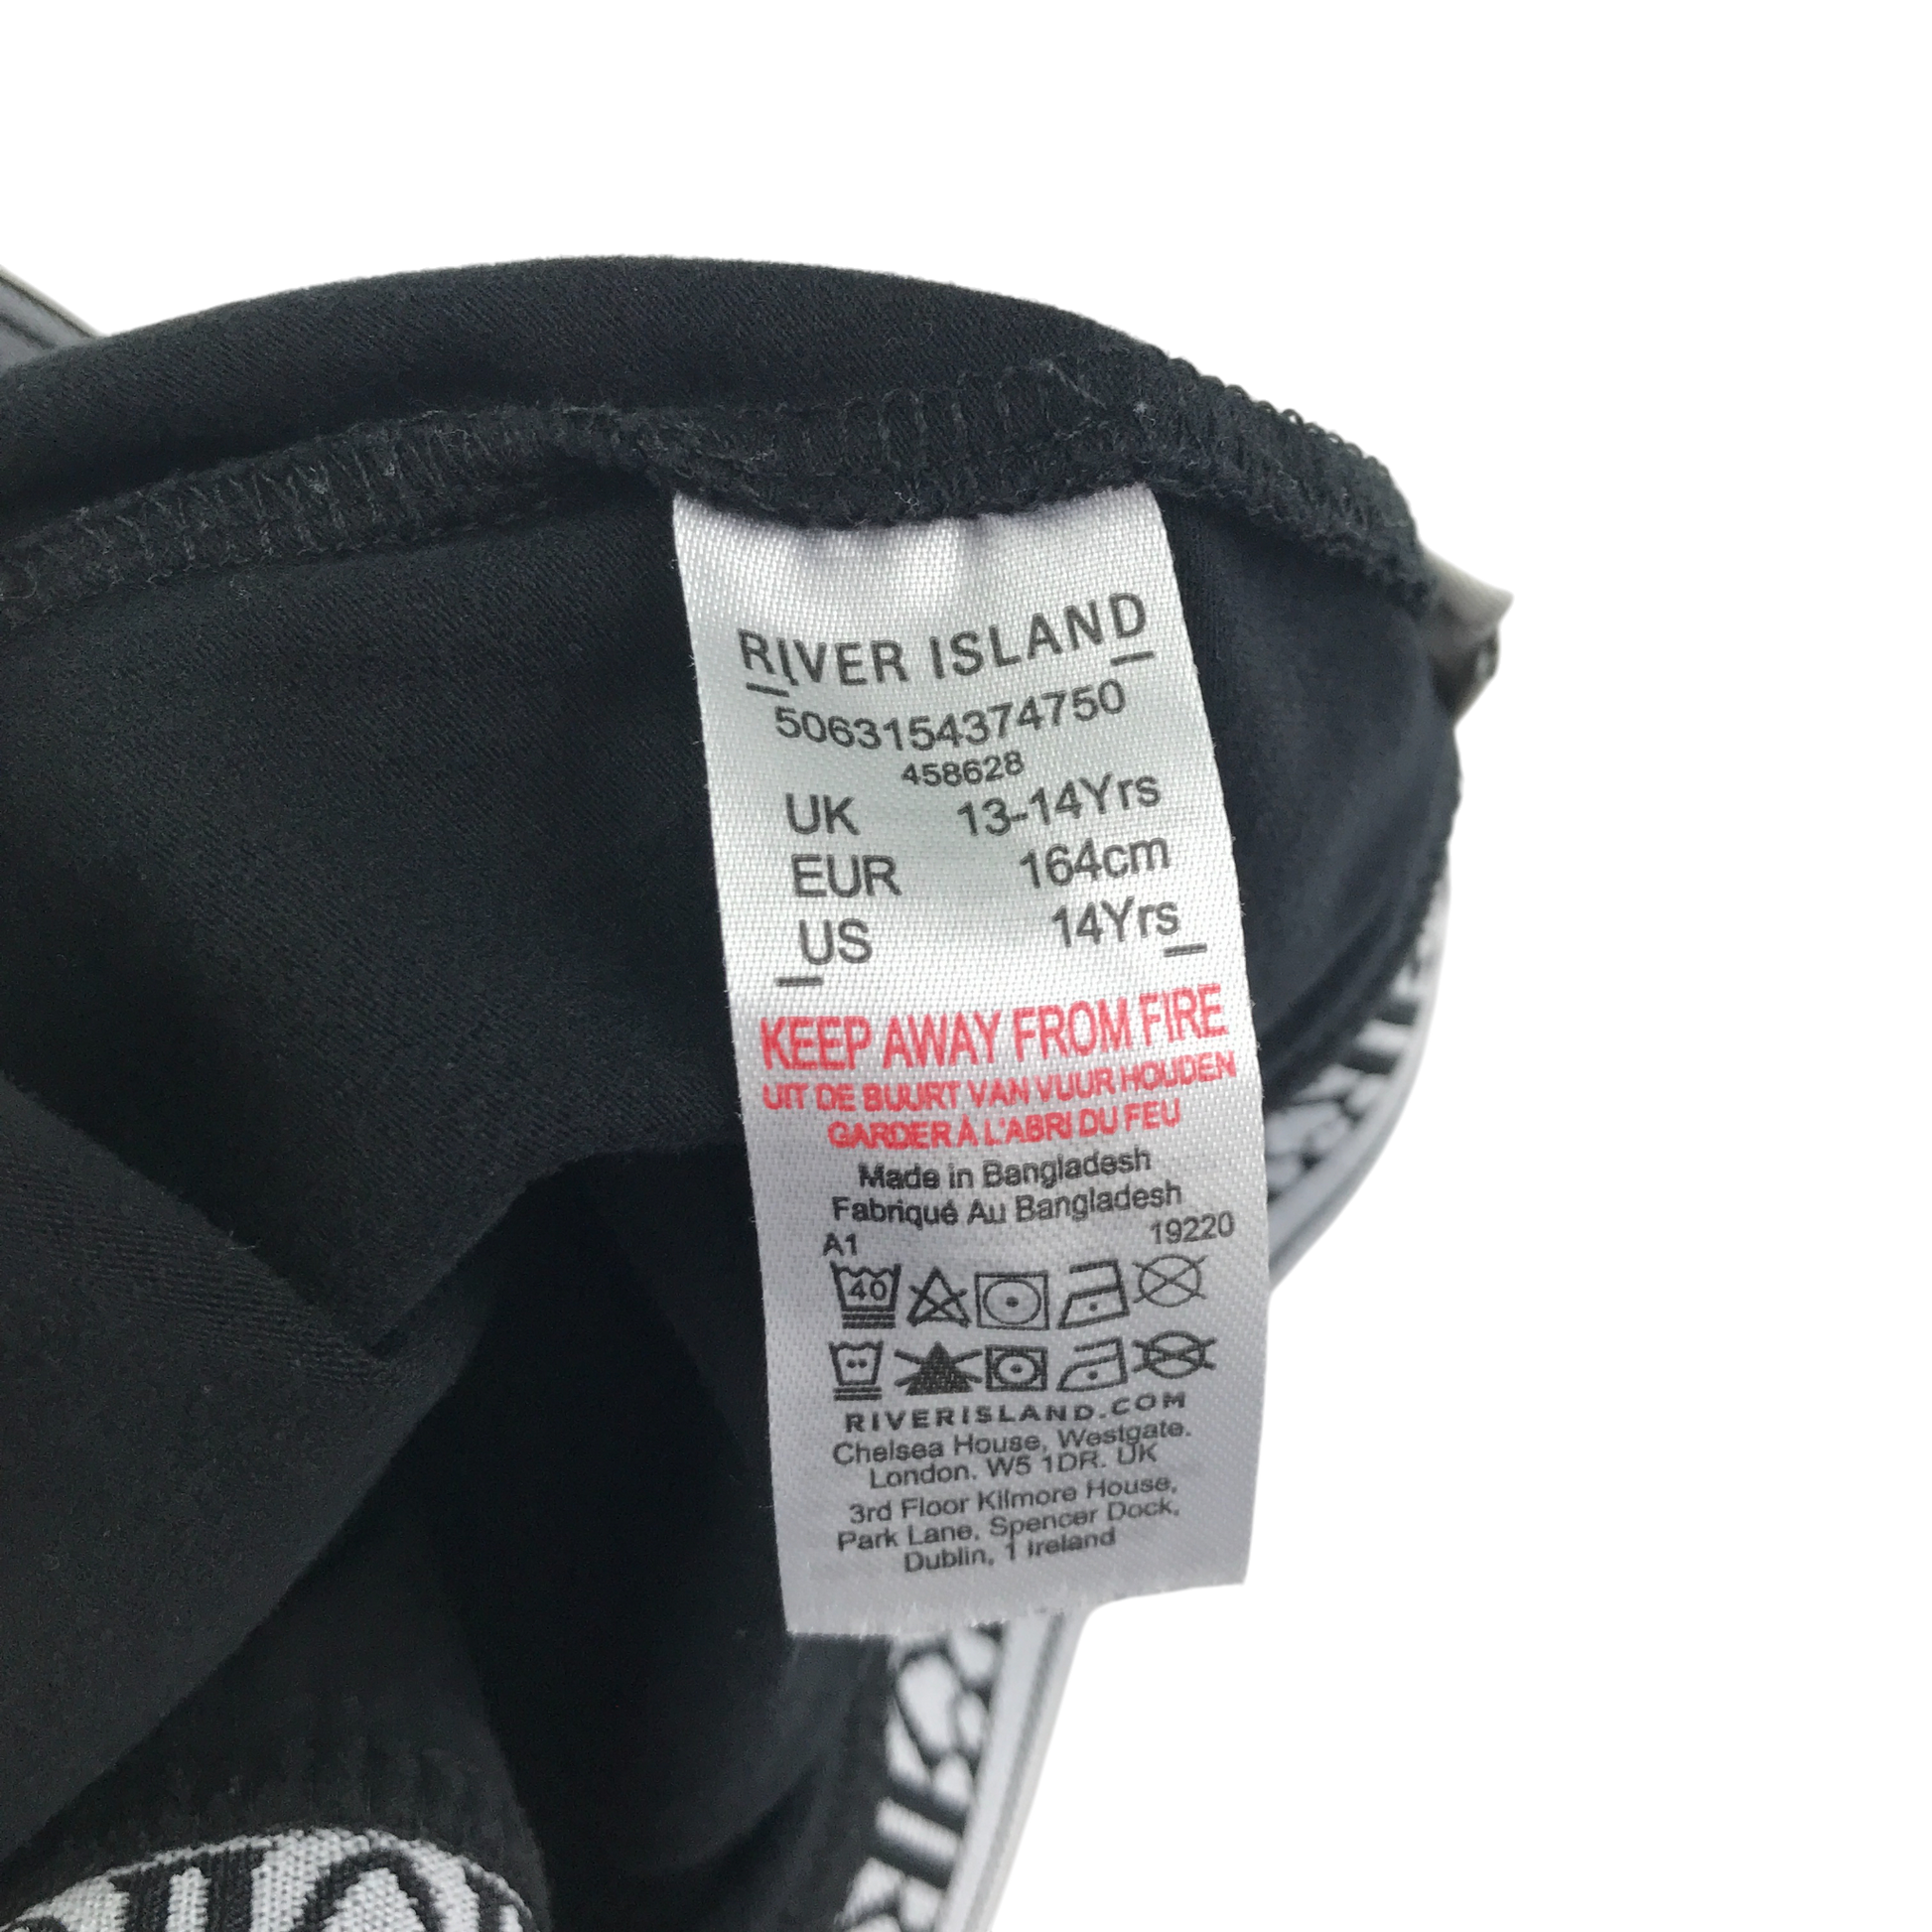 RIVER ISLAND
5063154374750
458628
UK 13-14Yrs
EUR 164cm
US 14Yrs
KEEP AWAY FROM FIRE
UIT DE BUURT VAN VUUR HOUDEN
GARDER À L'ABRI DU FEU
Made in Bangladesh
Fabriqué Au Bangladesh
A1 19220
40
RIVERISLAND.COM
Chelsea House, Westgate.
London. W5 1DR. UK
3rd Floor Kilmore House,
Park Lane, Spencer Dock,
Dublin, 1 Ireland